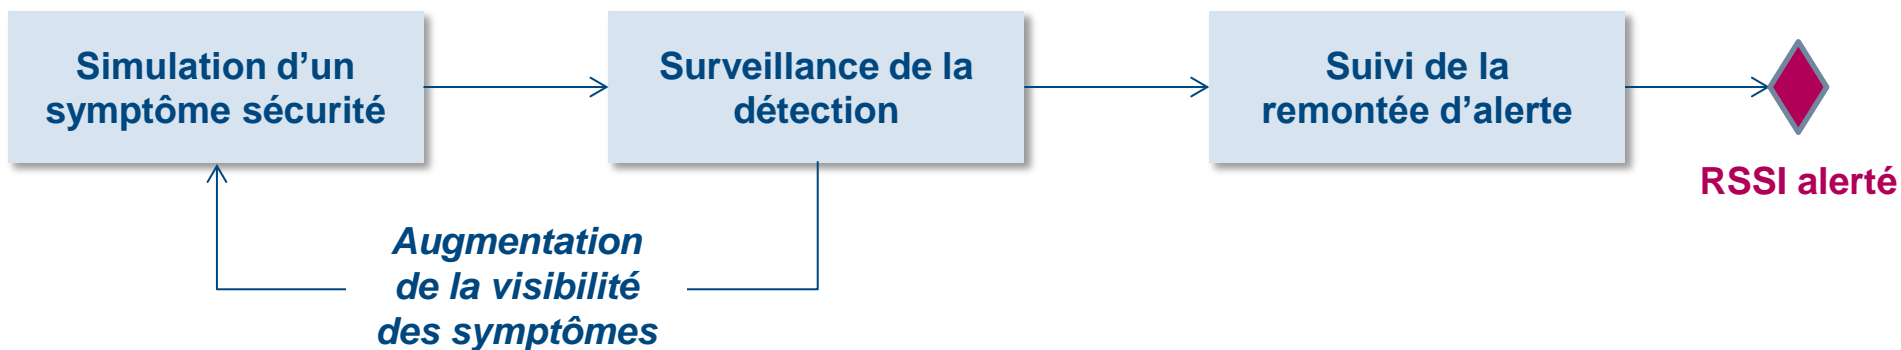 Simulation d’un
symptôme sécurité
Surveillance de la
détection
Suivi de la
remontée d’alerte
RSSI alerté
Augmentation
de la visibilité
des symptômes